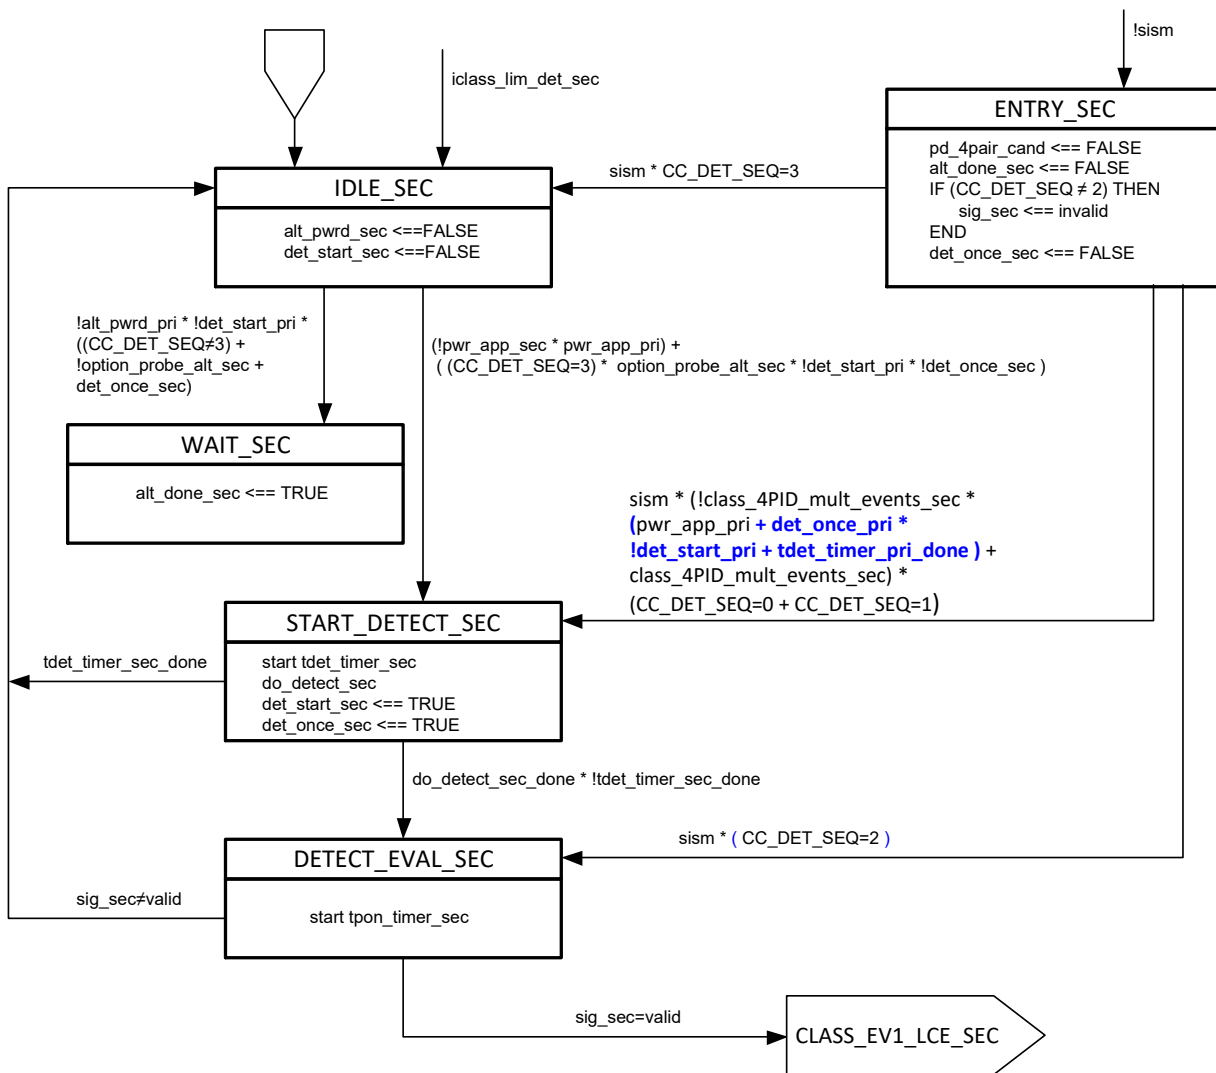 !sism
iclass_lim_det_sec
ENTRY_SEC
pd_4pair_cand <== FALSE
alt_done_sec <== FALSE
IF (CC_DET_SEQ ≠ 2) THEN
sig_sec <== invalid
END
det_once_sec <== FALSE
sism * CC_DET_SEQ=3
IDLE_SEC
alt_pwrd_sec <==FALSE
det_start_sec <==FALSE
!alt_pwrd_pri * !det_start_pri *
((CC_DET_SEQ≠3) +
!option_probe_alt_sec +
det_once_sec)
(!pwr_app_sec * pwr_app_pri) +
( (CC_DET_SEQ=3) * option_probe_alt_sec * !det_start_pri * !det_once_sec )
WAIT_SEC
alt_done_sec <== TRUE
sism * (!class_4PID_mult_events_sec *
(pwr_app_pri + det_once_pri *
!det_start_pri + tdet_timer_pri_done ) +
class_4PID_mult_events_sec) *
(CC_DET_SEQ=0 + CC_DET_SEQ=1)
START_DETECT_SEC
start tdet_timer_sec
do_detect_sec
det_start_sec <== TRUE
det_once_sec <== TRUE
tdet_timer_sec_done
do_detect_sec_done * !tdet_timer_sec_done
sism * ( CC_DET_SEQ=2 )
DETECT_EVAL_SEC
start tpon_timer_sec
sig_sec≠valid
sig_sec=valid
CLASS_EV1_LCE_SEC